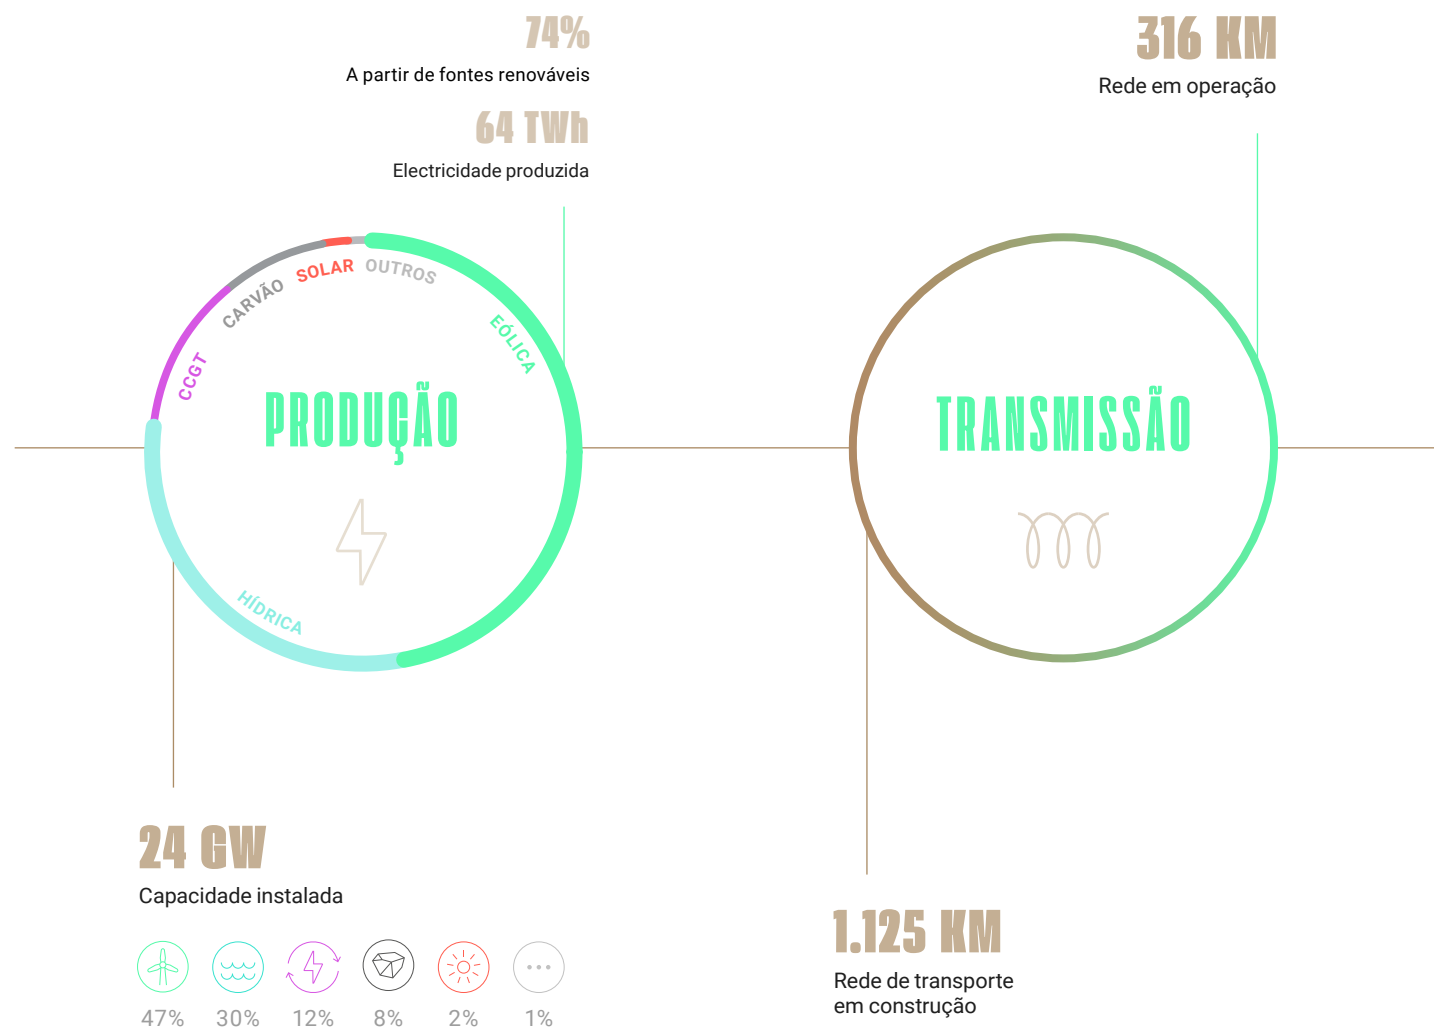 74%
A partir de fontes renováveis
64 TWh
Electricidade produzida
CCGT
CARVÃO
SOLAR
OUTROS
EÓLICA
HÍDRICA
PRODUÇÃO
24 GW
Capacidade instalada
47% 30% 12% 8% 2% 1%
316 KM
Rede em operação
TRANSMISSÃO
1.125 KM
Rede de transporte
em construção